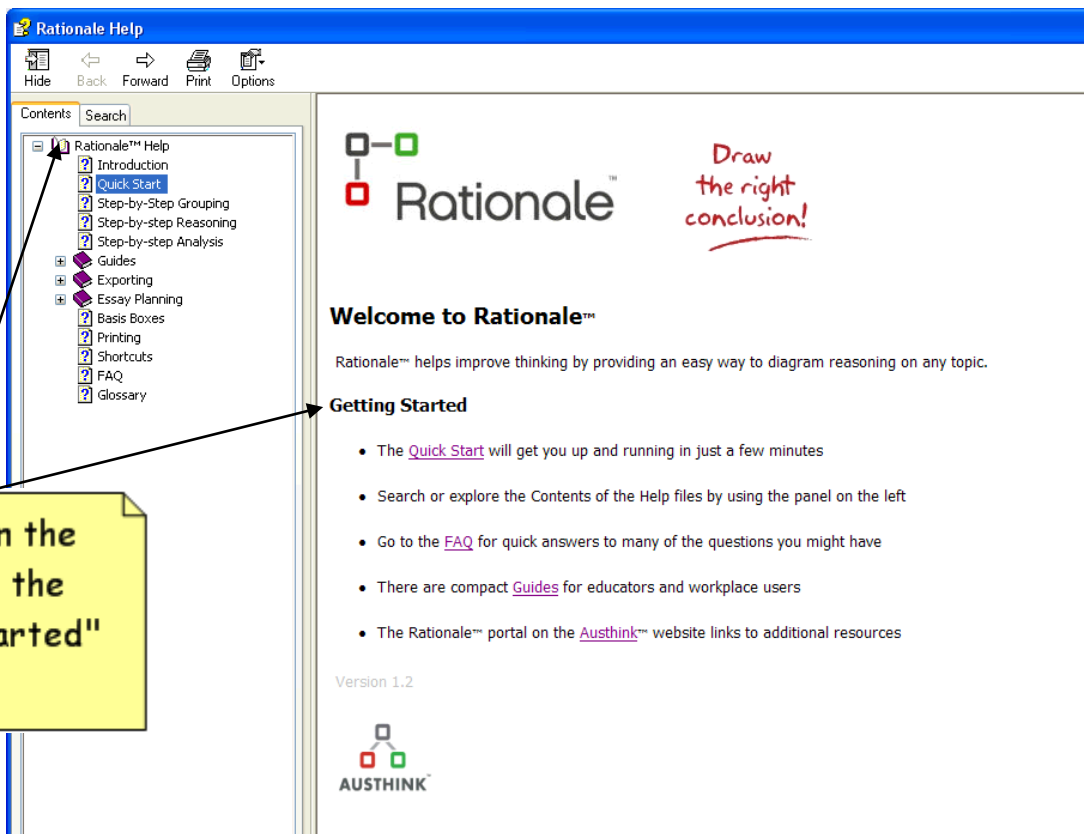 Rationale Help
Hide Back Forward Print Options
Contents Search
Rationale™ Help
Introduction
Quick Start
Step-by-Step Grouping
Step-by-step Reasoning
Step-by-step Analysis
Guides
Exporting
Essay Planning
Basis Boxes
Printing
Shortcuts
FAQ
Glossary
n the
the
arted"
Rationale™
Draw
the right
conclusion!
Welcome to Rationale™
Rationale™ helps improve thinking by providing an easy way to diagram reasoning on any topic.
Getting Started
• The Quick Start will get you up and running in just a few minutes
• Search or explore the Contents of the Help files by using the panel on the left
• Go to the FAQ for quick answers to many of the questions you might have
• There are compact Guides for educators and workplace users
• The Rationale™ portal on the Austhink™ website links to additional resources
Version 1.2
AUSTHINK™